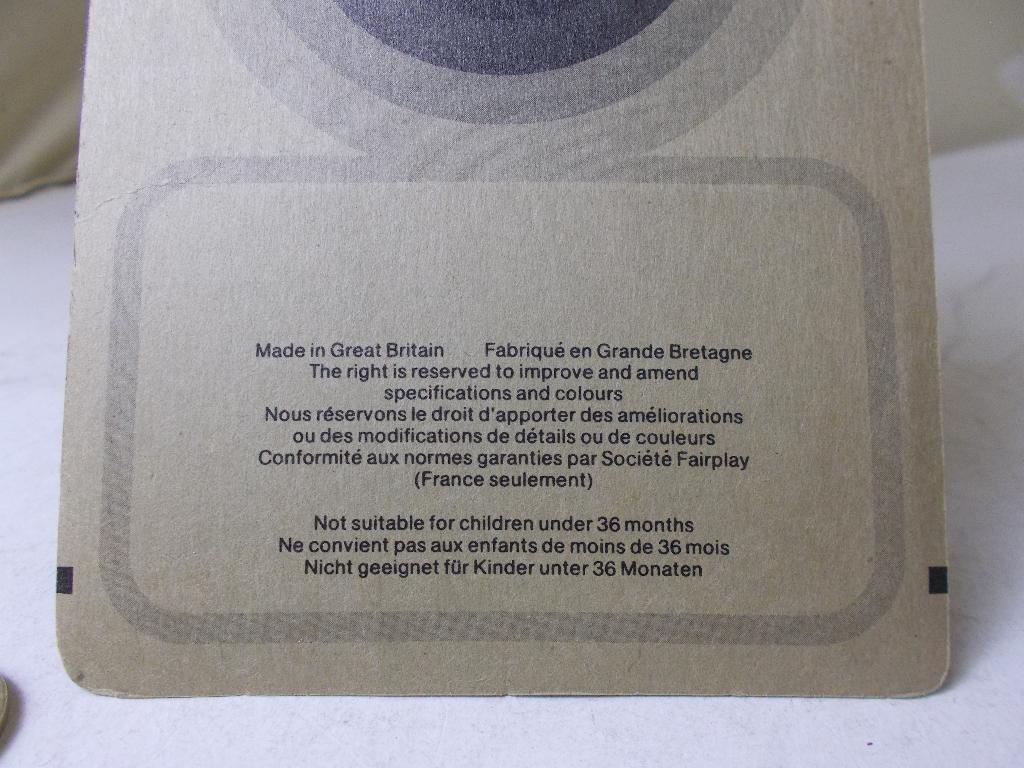 Made in Great Britain Fabriqué en Grande Bretagne
The right is reserved to improve and amend
specifications and colours
Nous réservons le droit d'apporter des améliorations
ou des modifications de détails ou de couleurs
Conformité aux normes garanties par Société Fairplay
(France seulement)
Not suitable for children under 36 months
Ne convient pas aux enfants de moins de 36 mois
Nicht geeignet für Kinder unter 36 Monaten